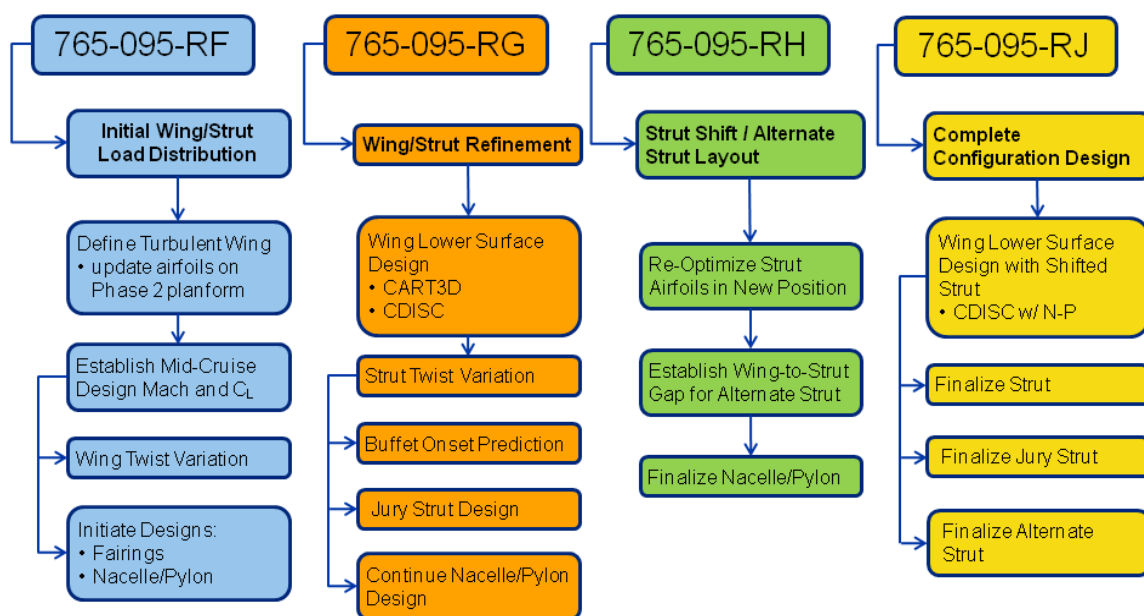 765-095-RF
Initial Wing/Strut
Load Distribution
Define Turbulent Wing
• update airfoils on
Phase 2 planform
Establish Mid-Cruise
Design Mach and CL
Wing Twist Variation
Initiate Designs:
• Fairings
• Nacelle/Pylon
765-095-RG
Wing/Strut Refinement
Wing Lower Surface
Design
• CART3D
• CDISC
Strut Twist Variation
Buffet Onset Prediction
Jury Strut Design
Continue Nacelle/Pylon
Design
765-095-RH
Strut Shift / Alternate
Strut Layout
Re-Optimize Strut
Airfoils in New Position
Establish Wing-to-Strut
Gap for Alternate Strut
Finalize Nacelle/Pylon
765-095-RJ
Complete
Configuration Design
Wing Lower Surface
Design with Shifted
Strut
• CDISC w/ N-P
Finalize Strut
Finalize Jury Strut
Finalize Alternate
Strut